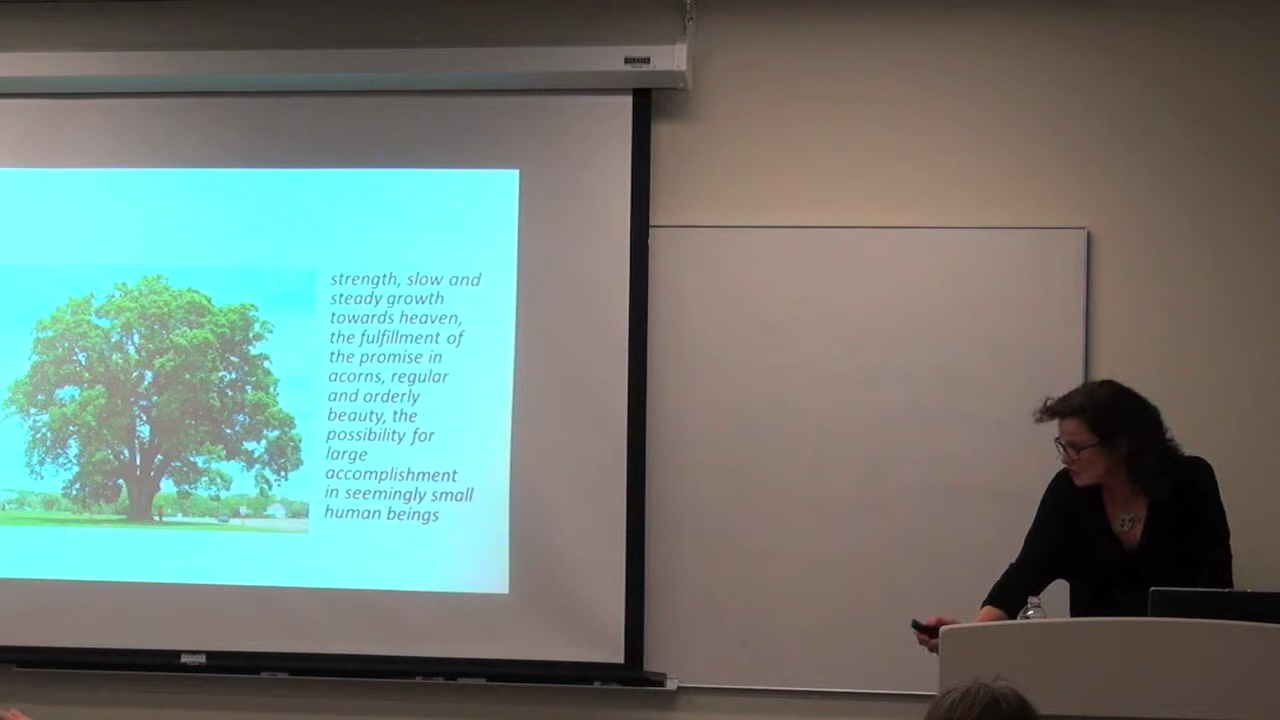 strength, slow and
steady growth
towards heaven,
the fulfillment of
the promise in
acorns, regular
and orderly
beauty, the
possibility for
large
accomplishment
in seemingly small
human beings